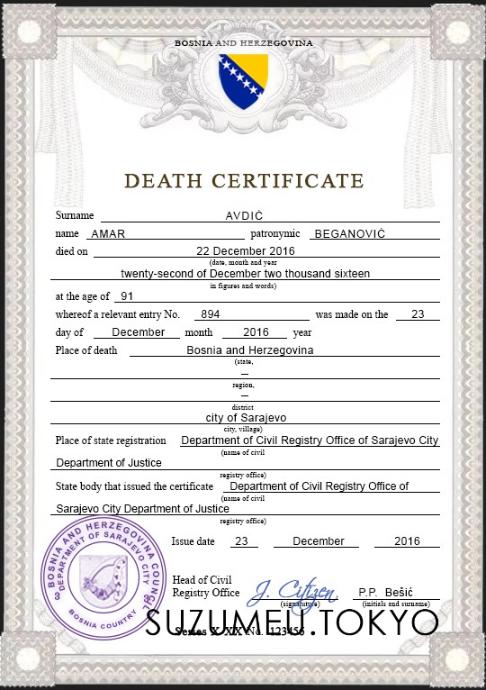 BOSNIA AND HERZEGOVINA
DEATH CERTIFICATE
Surname AVDIĆ
name AMAR patronymic BEGANOVIĆ
died on 22 December 2016
(date, month and year
twenty-second of December two thousand sixteen
in figures and words)
at the age of 91
whereof a relevant entry No. 894 was made on the 23
day of December month 2016 year
Place of death Bosnia and Herzegovina
(state,
—
region,
—
district
city of Sarajevo
city, village)
Place of state registration Department of Civil Registry Office of Sarajevo City
(name of civil
Department of Justice
registry office)
State body that issued the certificate Department of Civil Registry Office of
(name of civil
Sarajevo City Department of Justice
registry office)
BOSNIA AND HERZEGOVINA COUNCIL
DEPARTMENT OF SARAJEVO CITY
BOSNIA COUNTRY
Issue date 23 December 2016
Head of Civil
Registry Office J. Citizen P.P. Bešić
(signature) (initials and surname)
SUZUMEU.TOKYO
Series X-XX No. 123456